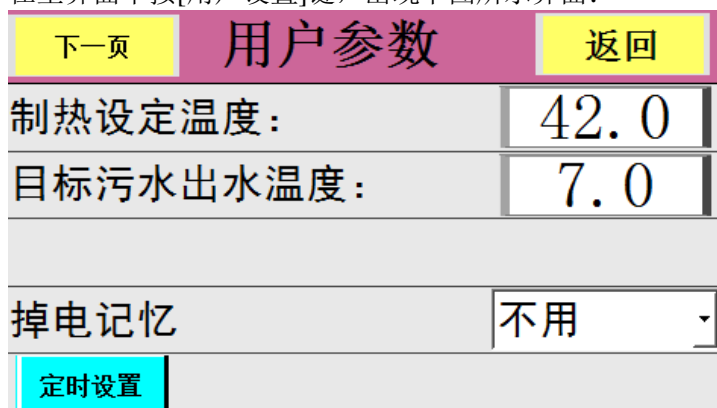 下一页 用户参数 返回
制热设定温度： 42.0
目标污水出水温度： 7.0
掉电记忆 不用
定时设置